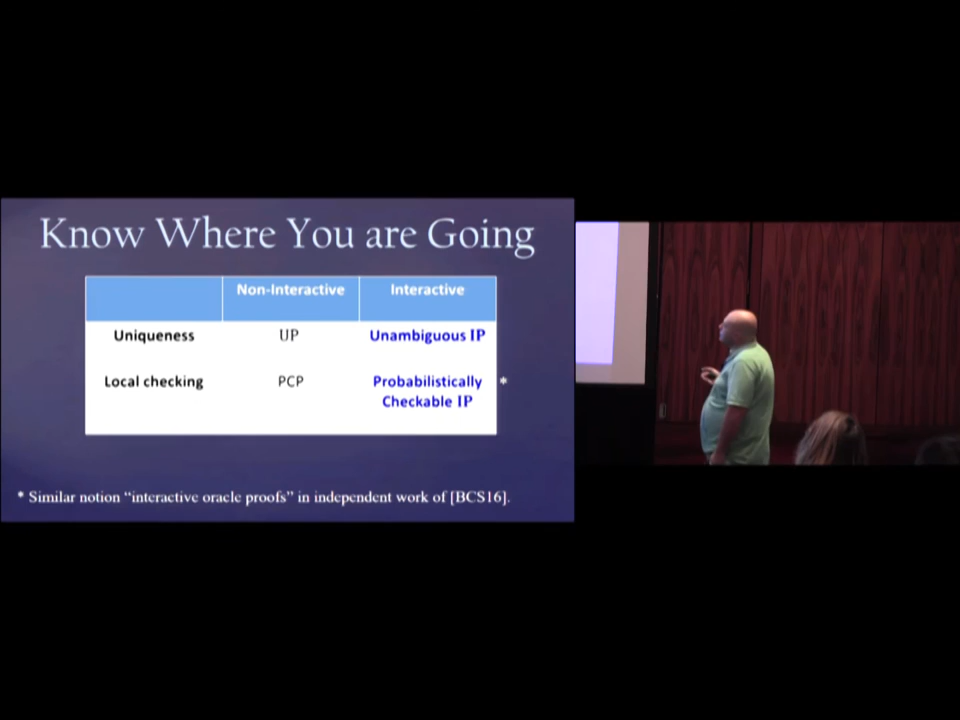 Know Where You are Going
Non-Interactive Interactive
Uniqueness UP Unambiguous IP
Local checking PCP Probabilistically Checkable IP *
* Similar notion “interactive oracle proofs” in independent work of [BCS16].